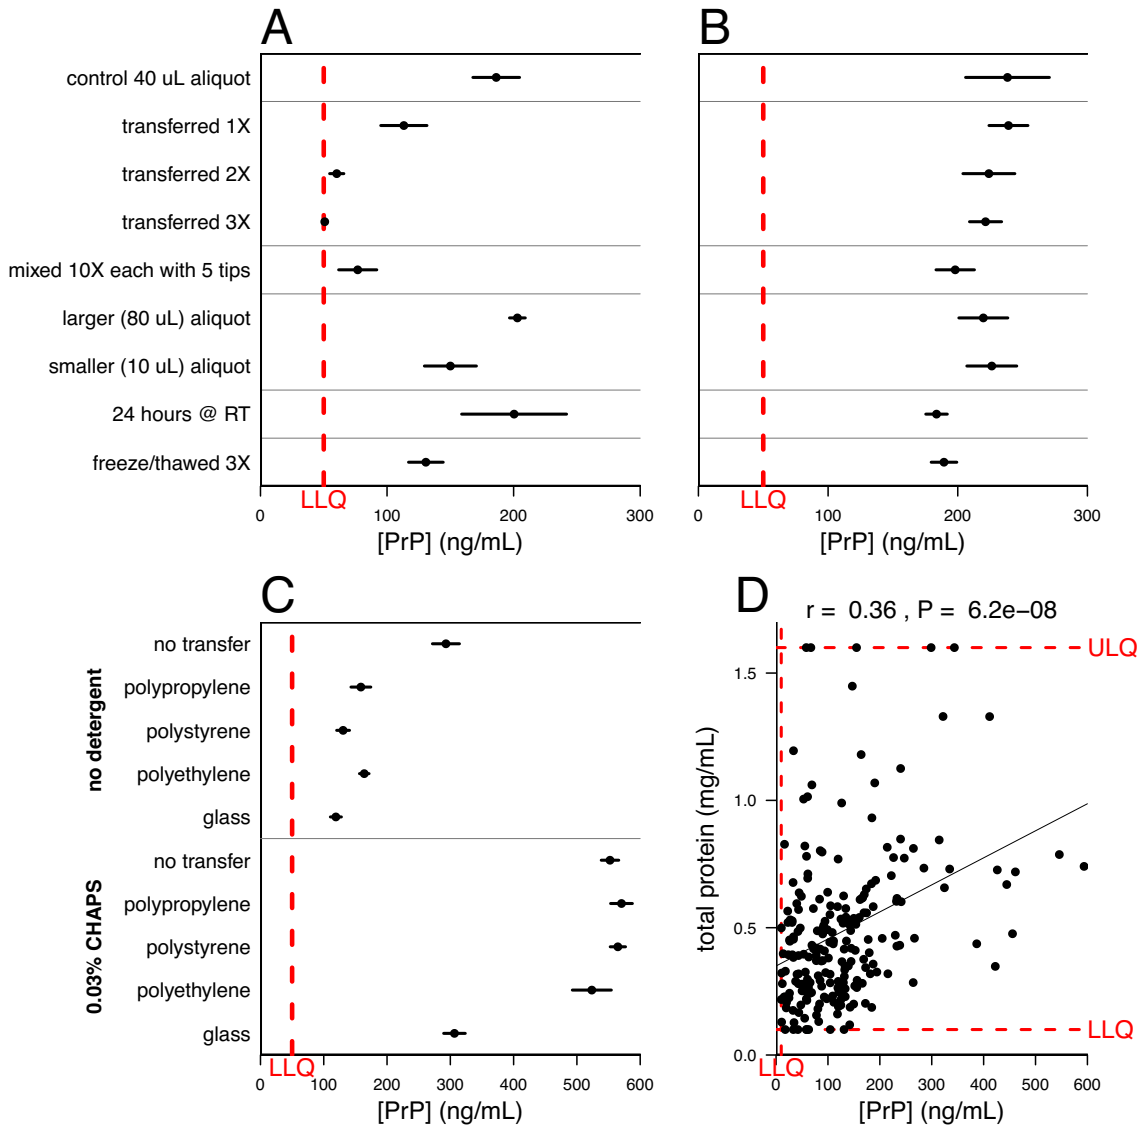 A
B
control 40 uL aliquot
transferred 1X
transferred 2X
transferred 3X
mixed 10X each with 5 tips
larger (80 uL) aliquot
smaller (10 uL) aliquot
24 hours @ RT
freeze/thawed 3X
LLQ
0 100 200 300
[PrP] (ng/mL)
LLQ
0 100 200 300
[PrP] (ng/mL)
C
no detergent
no transfer
polypropylene
polystyrene
polyethylene
glass
0.03% CHAPS
no transfer
polypropylene
polystyrene
polyethylene
glass
LLQ
0 100 200 300 400 500 600
[PrP] (ng/mL)
D
r = 0.36 , P = 6.2e−08
ULQ
total protein (mg/mL)
1.5
1.0
0.5
0.0
LLQ
LLQ
0 100 200 300 400 500 600
[PrP] (ng/mL)